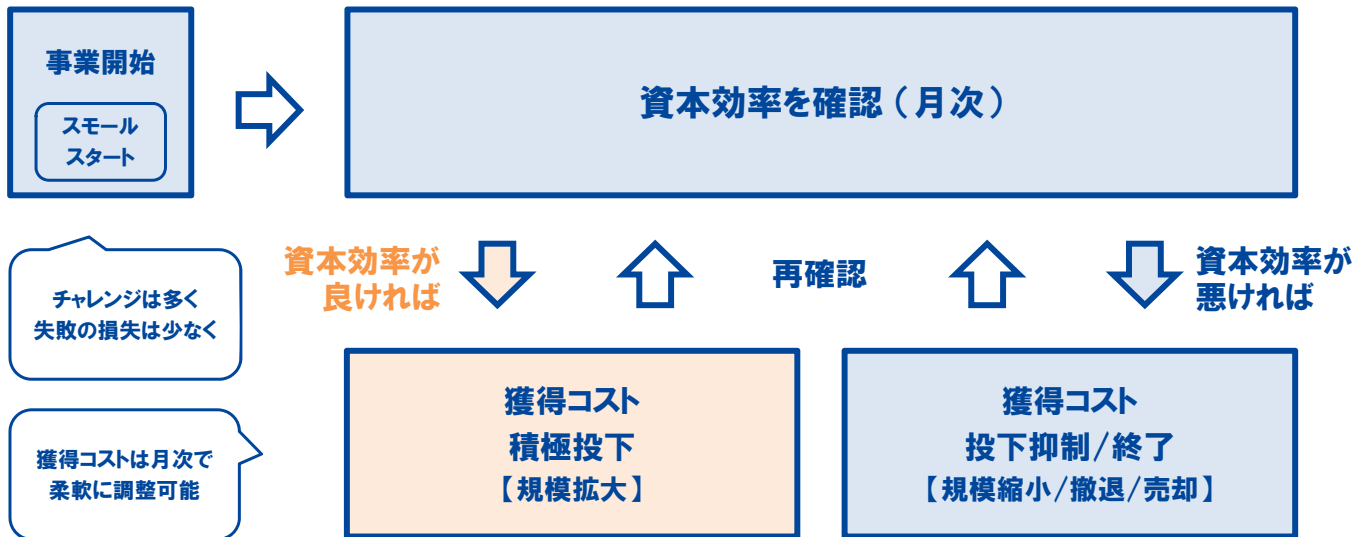 事業開始
スモール
スタート
資本効率を確認（月次）
チャレンジは多く
失敗の損失は少なく
獲得コストは月次で
柔軟に調整可能
資本効率が
良ければ
再確認
資本効率が
悪ければ
獲得コスト
積極投下
【規模拡大】
獲得コスト
投下抑制/終了
【規模縮小/撤退/売却】